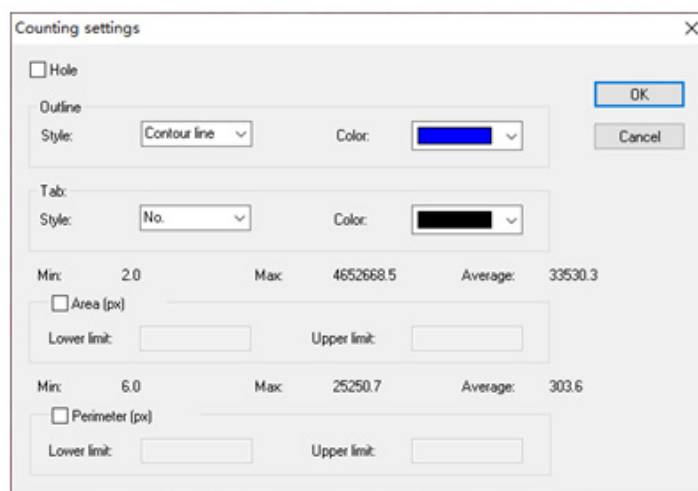 Counting settings
Hole
OK
Outline
Style: Contour line Color:
Cancel
Tab:
Style: No. Color:
Min: 2.0 Max: 4652668.5 Average: 33530.3
Area (px)
Lower limit: Upper limit:
Min: 6.0 Max: 25250.7 Average: 303.6
Perimeter (px)
Lower limit: Upper limit: